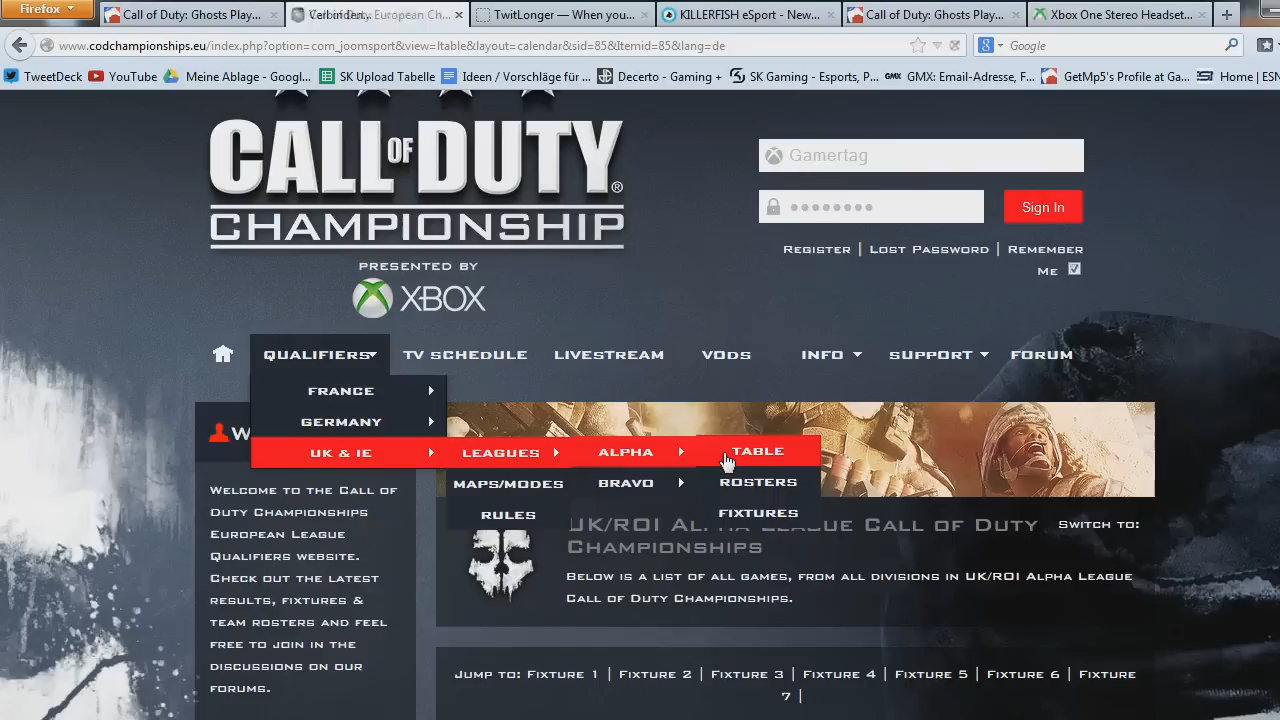 Firefox
Call of Duty: Ghosts Play...
European Ch...
TwitLonger — When you...
KILLERFISH eSport - New...
Call of Duty: Ghosts Play...
Xbox One Stereo Headset...
www.codchampionships.eu/index.php?option=com_joomsport&view=ltable&layout=calendar&sid=85&Itemid=85&lang=de
Google
TweetDeck
YouTube
Meine Ablage - Googl...
SK Upload Tabelle
Ideen / Vorschläge für ...
Decerto - Gaming +
SK Gaming - Esports, P...
GMX: Email-Adresse, F...
GetMp5's Profile at Ga...
Home | ESN
CALL OF DUTY®
CHAMPIONSHIP
PRESENTED BY
XBOX
Gamertag
Sign In
Register | Lost Password | Remember
Me
QUALIFIERS
TV SCHEDULE
LIVESTREAM
VODS
INFO
SUPPORT
FORUM
FRANCE
GERMANY
UK & IE
LEAGUES
ALPHA
TABLE
MAPS/MODES
BRAVO
ROSTERS
RULES
FIXTURES
W
Welcome to the Call of
Duty Championships
European League
Qualifiers website.
Check out the latest
results, fixtures &
team rosters and feel
free to join in the
discussions on our
forums.
UK/ROI Alpha League Call of Duty
Championships
Switch to:
Below is a list of all games, from all divisions in UK/ROI Alpha League
Call of Duty Championships.
Jump to: Fixture 1 | Fixture 2 | Fixture 3 | Fixture 4 | Fixture 5 | Fixture 6 | Fixture
7 |